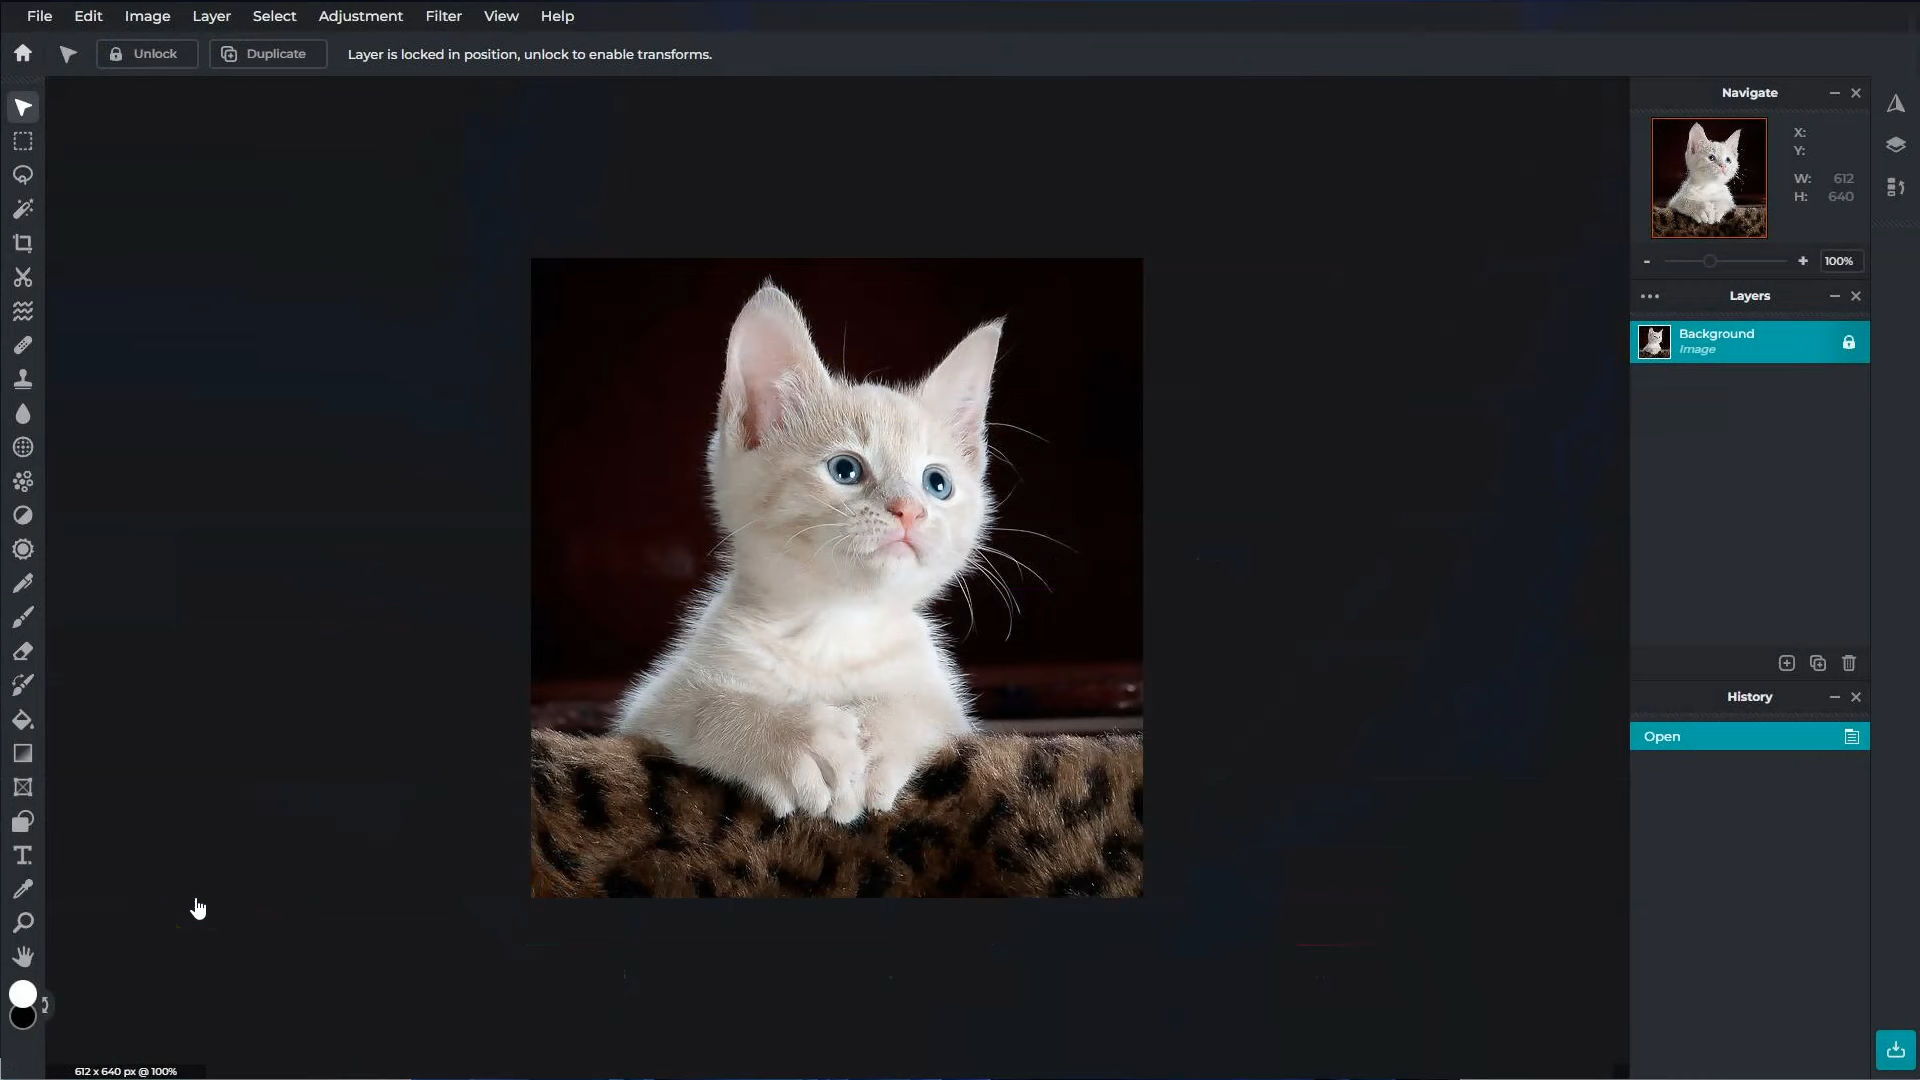 File Edit Image Layer Select Adjustment Filter View Help
Unlock Duplicate Layer is locked in position, unlock to enable transforms.
Navigate
X:
Y:
W: 612
H: 640
- + 100%
Layers
Background
Image
History
Open
612 x 640 px @ 100%